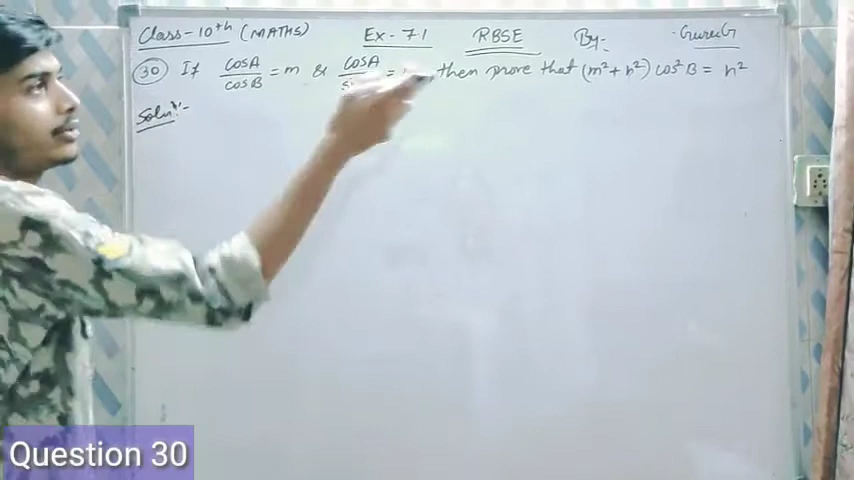 Class-10th (MATHS) Ex-7.1 RBSE By:- GuruG
30 If cosA/cosB = m & cosA/ = then prove that (m²+n²) cos²B = n²
Soln:-
Question 30